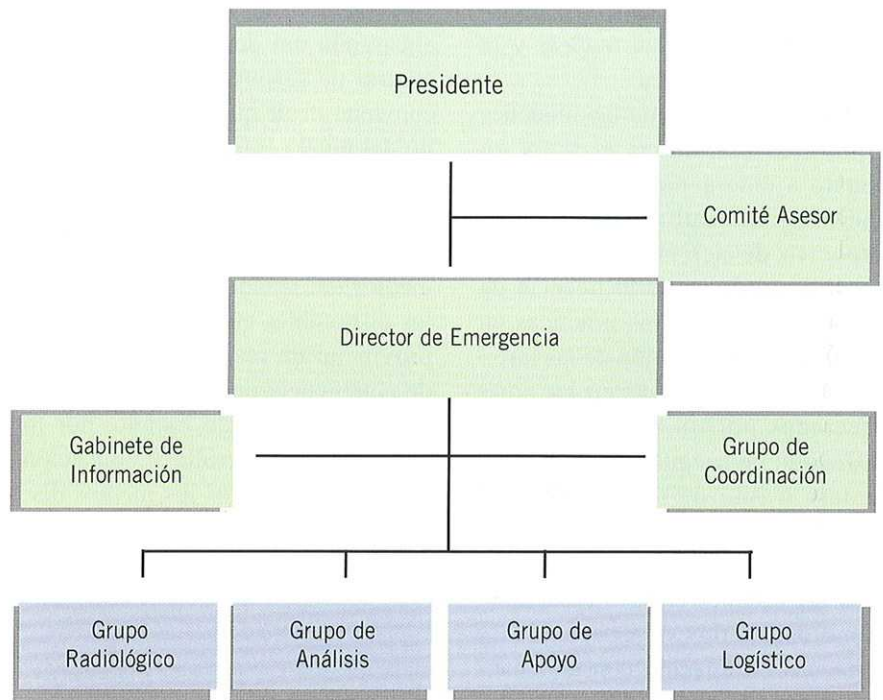 Presidente
Comité Asesor
Director de Emergencia
Gabinete de
Información
Grupo de
Coordinación
Grupo
Radiológico
Grupo de
Análisis
Grupo de
Apoyo
Grupo
Logístico